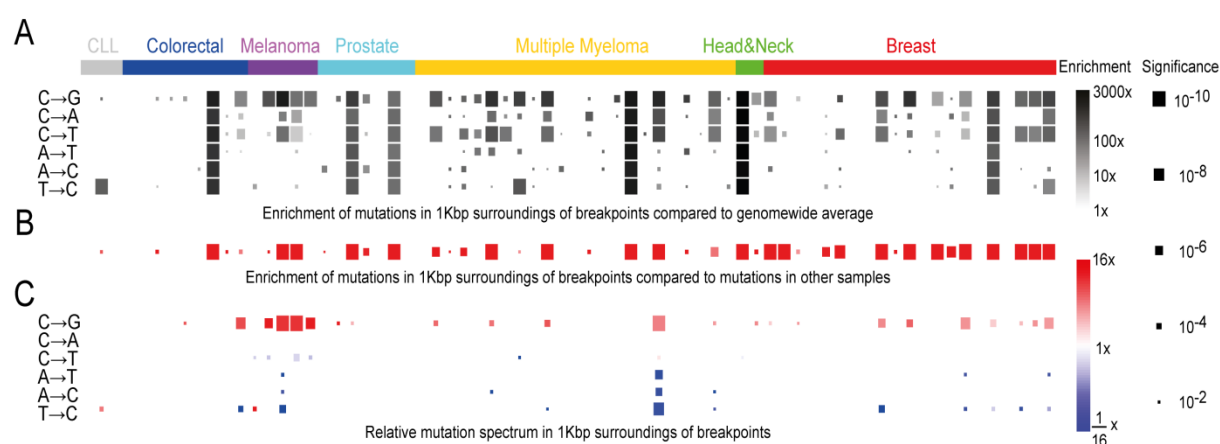 A
CLL Colorectal Melanoma Prostate Multiple Myeloma Head&Neck Breast
Enrichment Significance
C→G
C→A
C→T
A→T
A→C
T→C
3000x
100x
10x
1x
10-10
10-8
10-6
10-4
10-2
Enrichment of mutations in 1Kbp surroundings of breakpoints compared to genomewide average
B
Enrichment of mutations in 1Kbp surroundings of breakpoints compared to mutations in other samples
16x
1x
1/16 x
C
C→G
C→A
C→T
A→T
A→C
T→C
Relative mutation spectrum in 1Kbp surroundings of breakpoints